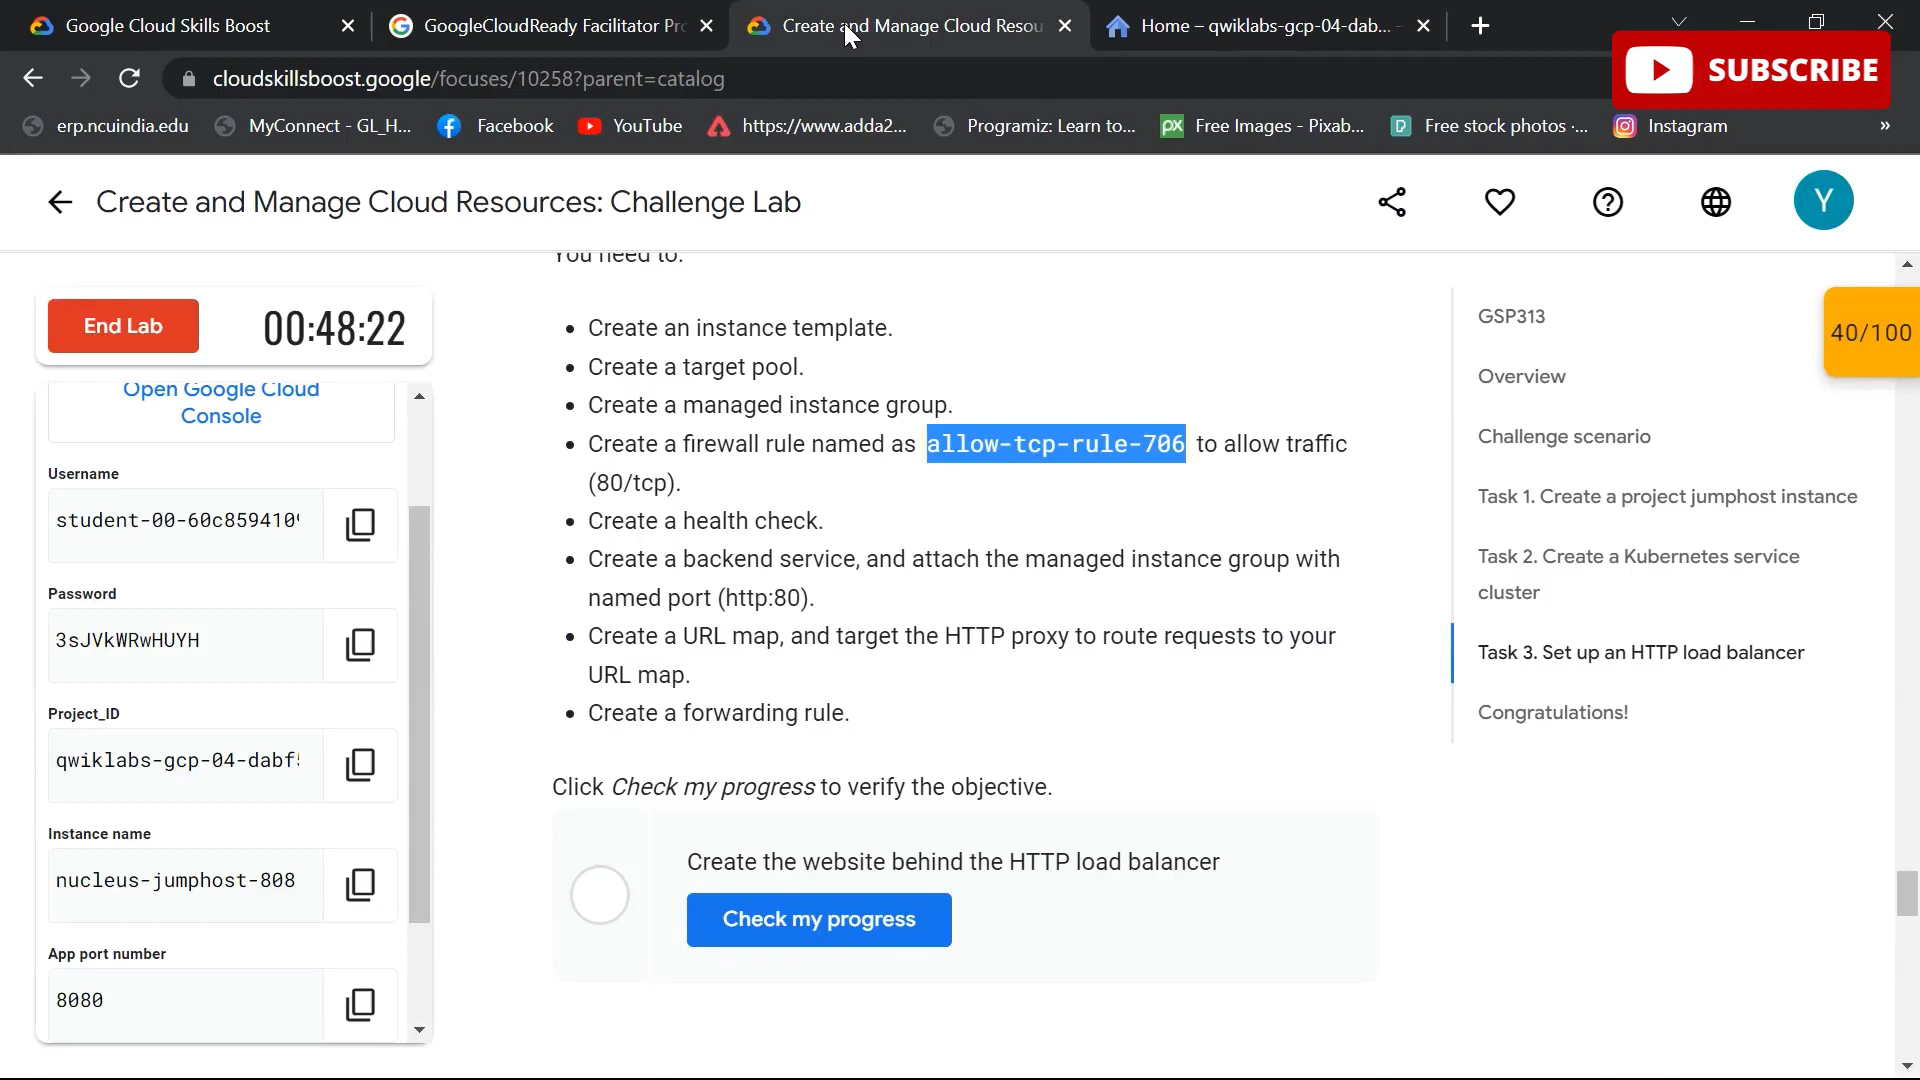 Google Cloud Skills Boost
GoogleCloudReady Facilitator Pr
Create and Manage Cloud Resou
Home – qwiklabs-gcp-04-dab...
cloudskillsboost.google/focuses/10258?parent=catalog
SUBSCRIBE
erp.ncuindia.edu
MyConnect - GL_H...
Facebook
YouTube
https://www.adda2...
Programiz: Learn to...
Free Images - Pixab...
Free stock photos ·...
Instagram
»
Create and Manage Cloud Resources: Challenge Lab
Y
You need to:
End Lab
00:48:22
Open Google Cloud
Console
Username
student-00-60c859410
Password
3sJVkWRwHUYH
Project_ID
qwiklabs-gcp-04-dabf
Instance name
nucleus-jumphost-808
App port number
8080
• Create an instance template.
• Create a target pool.
• Create a managed instance group.
• Create a firewall rule named as allow-tcp-rule-706 to allow traffic
(80/tcp).
• Create a health check.
• Create a backend service, and attach the managed instance group with
named port (http:80).
• Create a URL map, and target the HTTP proxy to route requests to your
URL map.
• Create a forwarding rule.
Click Check my progress to verify the objective.
Create the website behind the HTTP load balancer
Check my progress
GSP313
Overview
Challenge scenario
Task 1. Create a project jumphost instance
Task 2. Create a Kubernetes service
cluster
Task 3. Set up an HTTP load balancer
Congratulations!
40/100